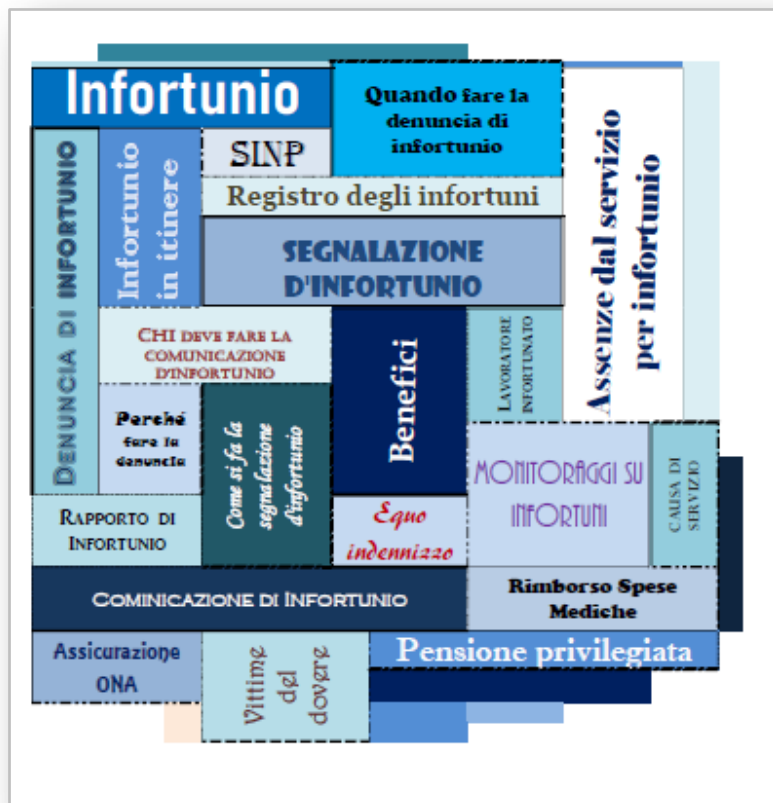 Infortunio
Quando fare la
denuncia di
infortunio
Assenze dal servizio
per infortunio
DENUNCIA DI INFORTUNIO
Infortunio
in itinere
SINP
Registro degli infortuni
SEGNALAZIONE
D'INFORTUNIO
CHI DEVE FARE LA
COMUNICAZIONE
D'INFORTUNIO
Benefici
LAVORATORE
INFORTUNATO
Perché
fare la
denuncia
Come si fa la
segnalazione
d'infortunio
MONITORAGGI SU
INFORTUNI
CAUSA DI
SERVIZIO
RAPPORTO DI
INFORTUNIO
Equo
indennizzo
COMINICAZIONE DI INFORTUNIO
Rimborso Spese
Mediche
Assicurazione
ONA
Vittime
del
dovere
Pensione privilegiata